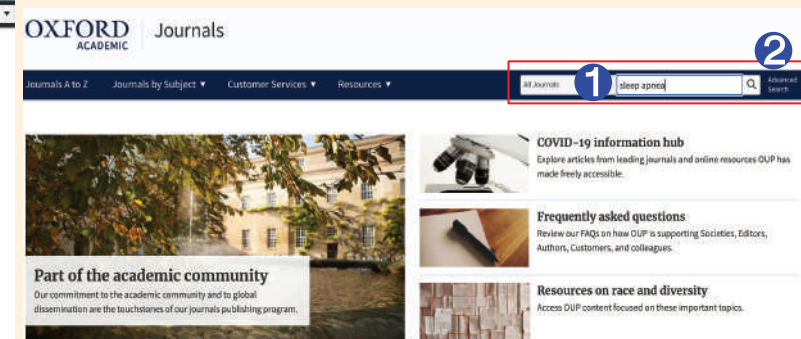 OXFORD
ACADEMIC
Journals
Journals A to Z
Journals by Subject ▼
Customer Services ▼
Resources ▼
All Journals
1
sleep apnea
2
Advanced
Search
Part of the academic community
Our commitment to the academic community and to global
dissemination are the touchstones of our journals publishing program.
COVID-19 information hub
Explore articles from leading journals and online resources OUP has
made freely accessible.
Frequently asked questions
Review our FAQs on how OUP is supporting Societies, Editors,
Authors, Customers, and colleagues.
Resources on race and diversity
Access OUP content focused on these important topics.